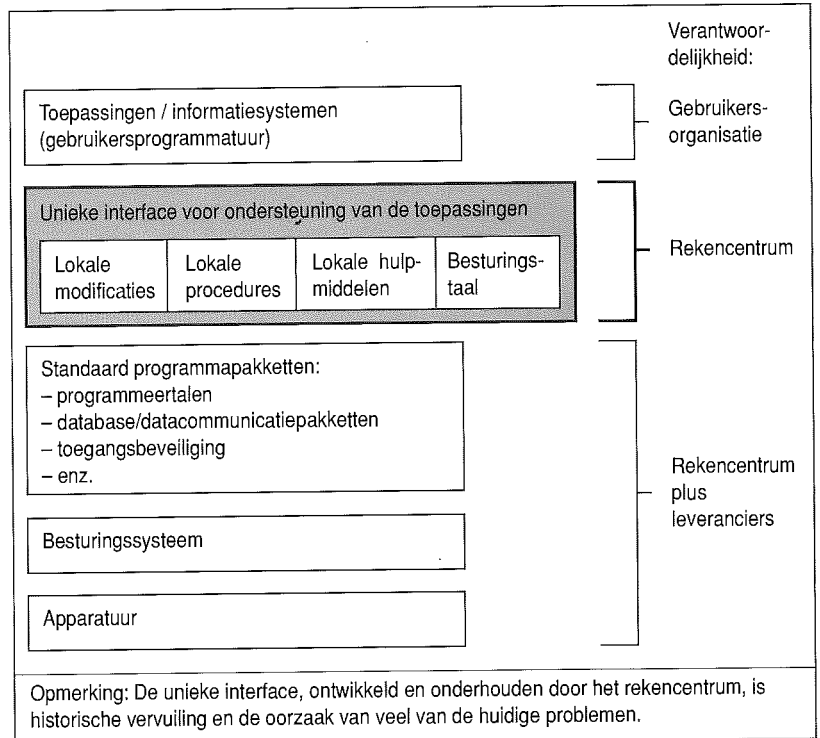 Verantwoor-
delijkheid:
Toepassingen / informatiesystemen
(gebruikersprogrammatuur)
Gebruikers-
organisatie
Unieke interface voor ondersteuning van de toepassingen
Lokale
modificaties
Lokale
procedures
Lokale hulp-
middelen
Besturings-
taal
Rekencentrum
Standaard programmapakketten:
– programmeertalen
– database/datacommunicatiepakketten
– toegangsbeveiliging
– enz.
Besturingssysteem
Apparatuur
Rekencentrum
plus
leveranciers
Opmerking: De unieke interface, ontwikkeld en onderhouden door het rekencentrum, is
historische vervuiling en de oorzaak van veel van de huidige problemen.